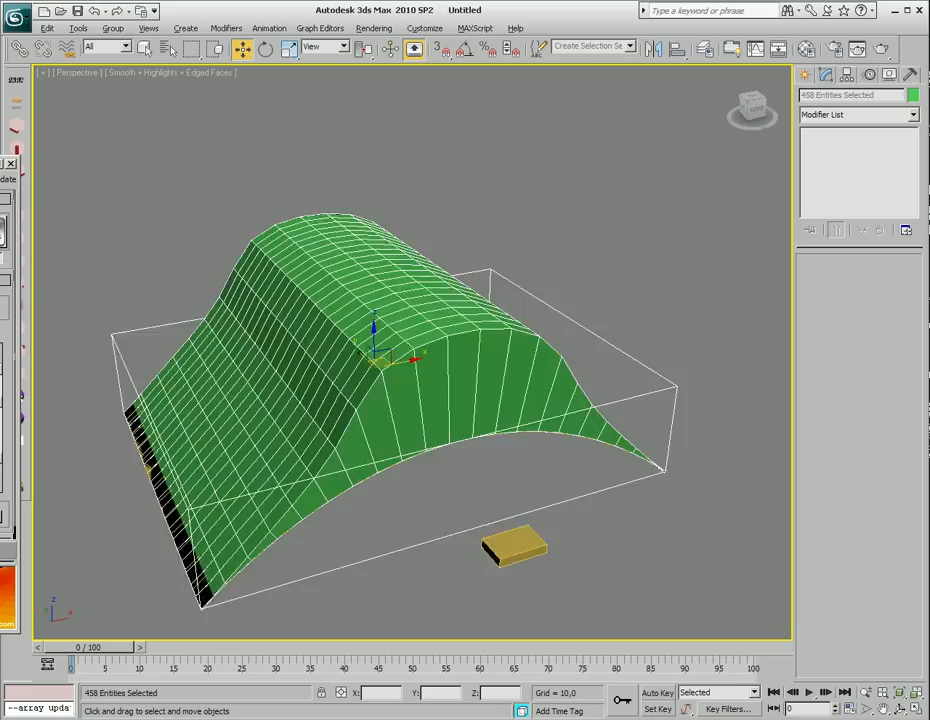 Autodesk 3ds Max 2010 SP2 Untitled
Type a keyword or phrase
Edit Tools Group Views Create Modifiers Animation Graph Editors Rendering Customize MAXScript Help
All View Create Selection Se
[ + ] [ Perspective ] [ Smooth + Highlights + Edged Faces ]
458 Entities Selected
Modifier List
date
z
x
z
x
0 / 100
0 5 10 15 20 25 30 35 40 45 50 55 60 65 70 75 80 85 90 95 100
458 Entities Selected X: Y: Z: Grid = 10,0 Auto Key Selected
--array upda Click and drag to select and move objects Add Time Tag Set Key Key Filters... 0